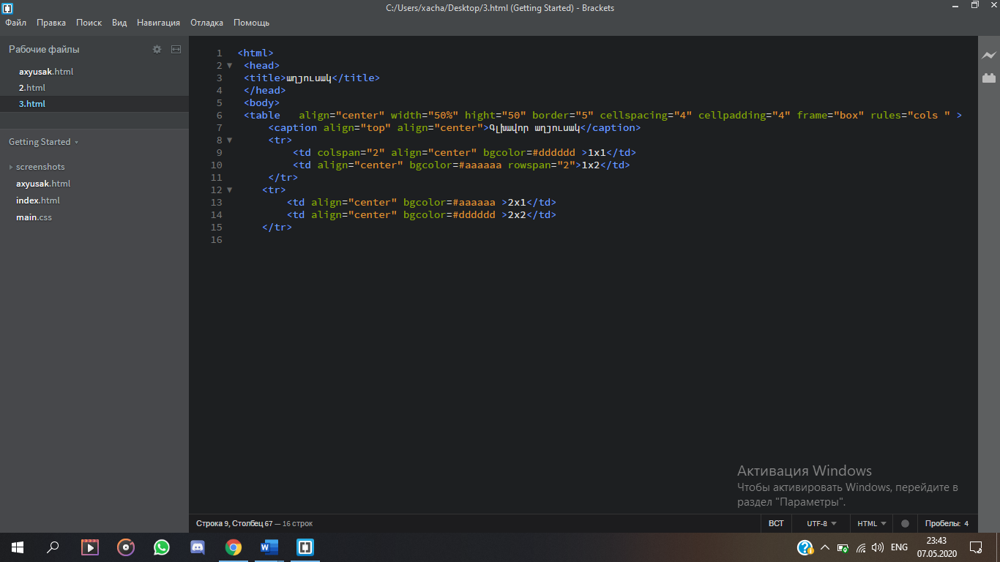 C:/Users/xacha/Desktop/3.html (Getting Started) - Brackets
Файл Правка Поиск Вид Навигация Отладка Помощь
Рабочие файлы
axyusak.html
2.html
3.html
Getting Started
screenshots
axyusak.html
index.html
main.css
1 <html>
2 <head>
3 <title>աղյուսակ</title>
4 </head>
5 <body>
6 <table   align="center" width="50%" hight="50" border="5" cellspacing="4" cellpadding="4" frame="box" rules="cols " >
7 <caption align="top" align="center">Գլխավոր աղյուսակ</caption>
8 <tr>
9 <td colspan="2" align="center" bgcolor=#dddddd >1x1</td>
10 <td align="center" bgcolor=#aaaaaa rowspan="2">1x2</td>
11 </tr>
12 <tr>
13 <td align="center" bgcolor=#aaaaaa >2x1</td>
14 <td align="center" bgcolor=#dddddd >2x2</td>
15 </tr>
16
Активация Windows
Чтобы активировать Windows, перейдите в
раздел "Параметры".
Строка 9, Столбец 67 — 16 строк
ВСТ UTF-8 HTML Пробелы: 4
ENG
23:43
07.05.2020